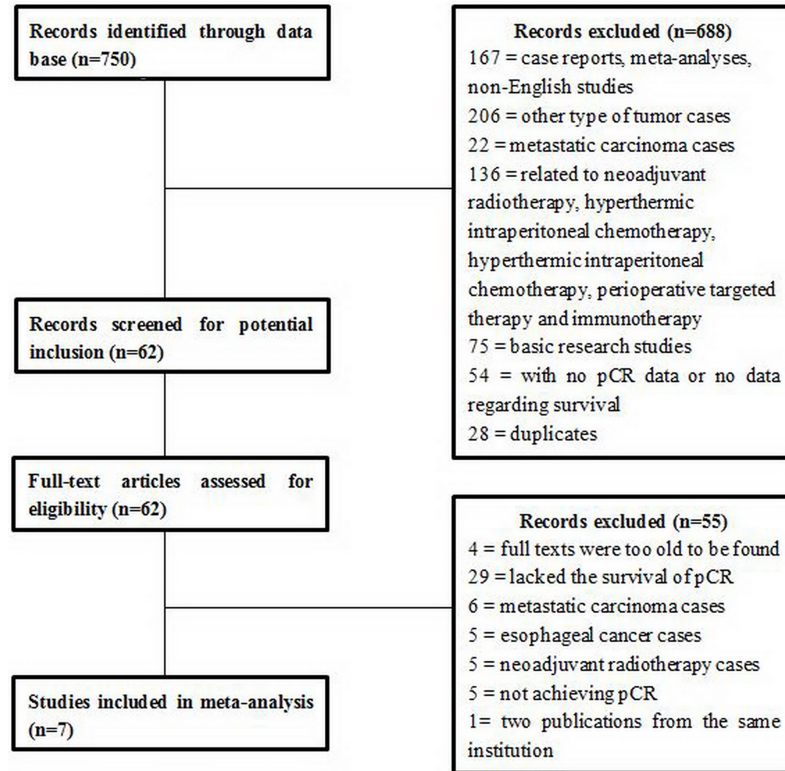 Records identified through data
base (n=750)
Records excluded (n=688)
167 = case reports, meta-analyses,
non-English studies
206 = other type of tumor cases
22 = metastatic carcinoma cases
136 = related to neoadjuvant
radiotherapy, hyperthermic
intraperitoneal chemotherapy,
hyperthermic intraperitoneal
chemotherapy, perioperative targeted
therapy and immunotherapy
75 = basic research studies
54 = with no pCR data or no data
regarding survival
28 = duplicates
Records screened for potential
inclusion (n=62)
Full-text articles assessed for
eligibility (n=62)
Records excluded (n=55)
4 = full texts were too old to be found
29 = lacked the survival of pCR
6 = metastatic carcinoma cases
5 = esophageal cancer cases
5 = neoadjuvant radiotherapy cases
5 = not achieving pCR
1= two publications from the same
institution
Studies included in meta-analysis
(n=7)